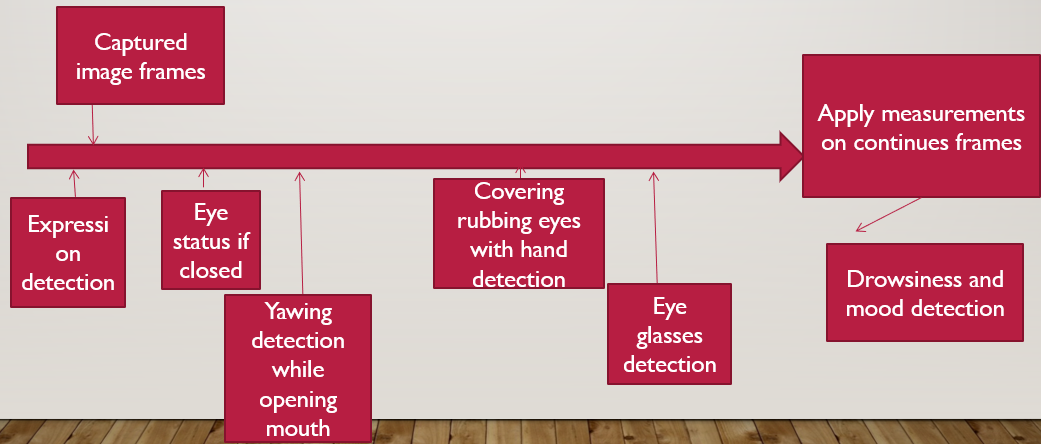 Captured
image frames
Apply measurements
on continues frames
Expressi
on
detection
Eye
status if
closed
Yawing
detection
while
opening
mouth
Covering
rubbing eyes
with hand
detection
Eye
glasses
detection
Drowsiness and
mood detection